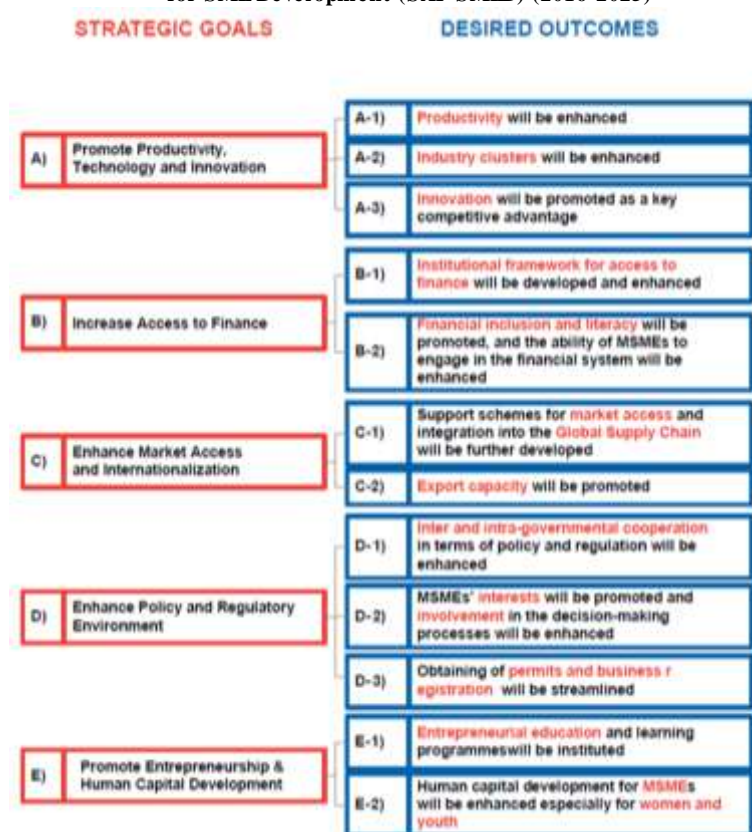 for SME Development (SAP SMED) (2016-2025)
STRATEGIC GOALS
DESIRED OUTCOMES
A)
Promote Productivity,
Technology and Innovation
A-1)
Productivity will be enhanced
A-2)
Industry clusters will be enhanced
A-3)
Innovation will be promoted as a key
competitive advantage
B)
Increase Access to Finance
B-1)
Institutional framework for access to
finance will be developed and enhanced
B-2)
Financial inclusion and literacy will be
promoted, and the ability of MSMEs to
engage in the financial system will be
enhanced
C)
Enhance Market Access
and Internationalization
C-1)
Support schemes for market access and
integration into the Global Supply Chain
will be further developed
C-2)
Export capacity will be promoted
D)
Enhance Policy and Regulatory
Environment
D-1)
Inter and intra-governmental cooperation
in terms of policy and regulation will be
enhanced
D-2)
MSMEs' interests will be promoted and
involvement in the decision-making
processes will be enhanced
D-3)
Obtaining of permits and business r
egistration will be streamlined
E)
Promote Entrepreneurship &
Human Capital Development
E-1)
Entrepreneurial education and learning
programmeswill be instituted
E-2)
Human capital development for MSMEs
will be enhanced especially for women and
youth